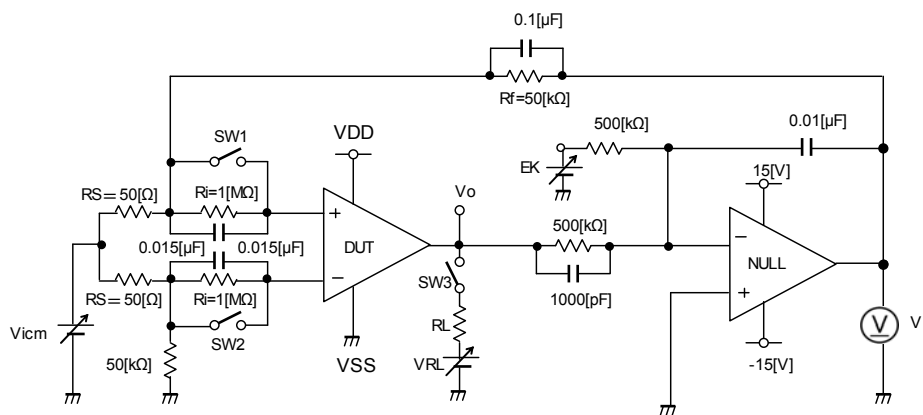 0.1[µF]
Rf=50[kΩ]
SW1
VDD
500[kΩ]
0.01[µF]
EK
15[V]
RS=50[Ω]
Ri=1[MΩ]
Vo
0.015[µF]
0.015[µF]
+
DUT
−
500[kΩ]
−
NULL
+
RS=50[Ω]
Ri=1[MΩ]
SW3
1000[pF]
Vicm
SW2
RL
V
V
50[kΩ]
VSS
VRL
-15[V]